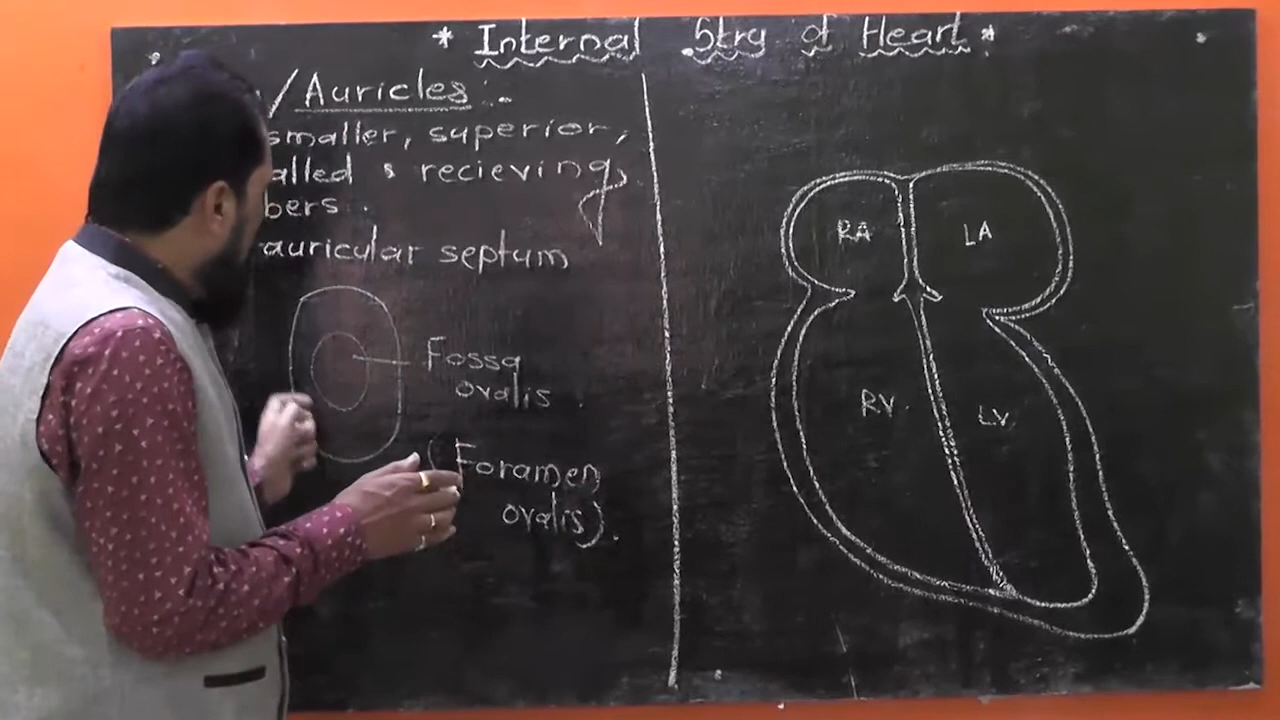 * Internal Stry of Heart *
/Auricles :-
smaller, superior,
alled & recieving,
bers.
auricular septum
Fossa
ovalis.
(Foramen
ovalis).
RA
LA
RV
LV